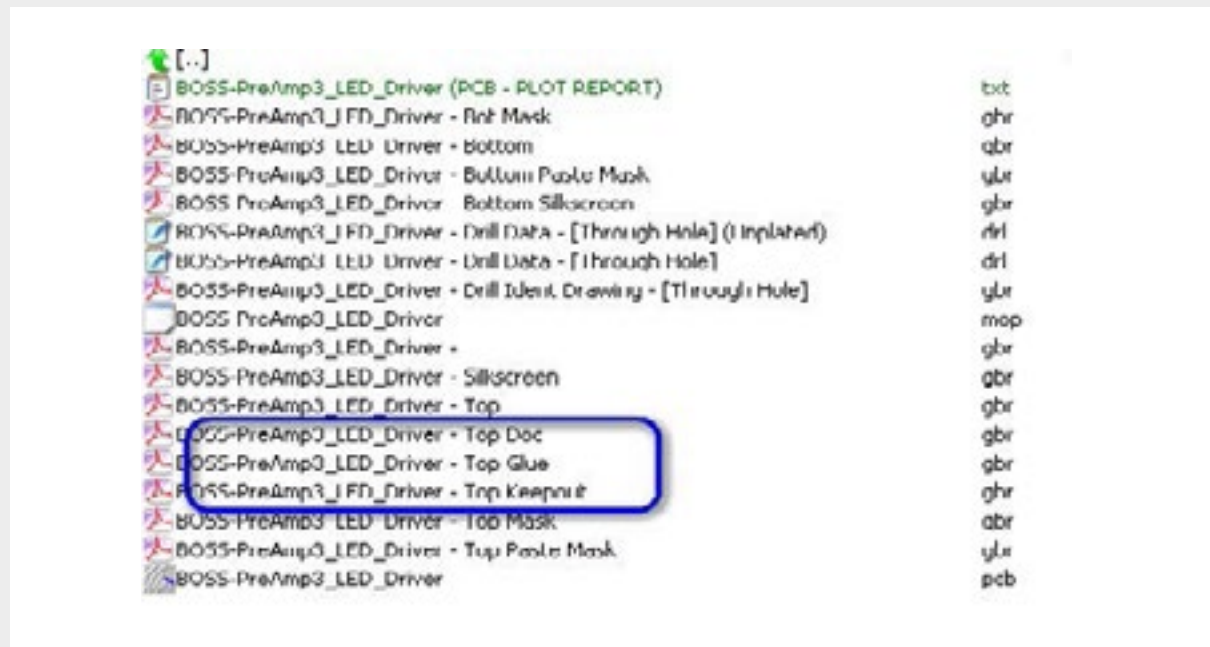 [..]
BOSS-PreAmp3_LED_Driver (PCB - PLOT REPORT) txt
BOSS-PreAmp3_LED_Driver - Bot Mask gbr
BOSS-PreAmp3_LED_Driver - Bottom gbr
BOSS-PreAmp3_LED_Driver - Bottom Paste Mask gbr
BOSS-PreAmp3_LED_Driver - Bottom Silkscreen gbr
BOSS-PreAmp3_LED_Driver - Drill Data - [Through Hole] (Unplated) drl
BOSS-PreAmp3_LED_Driver - Drill Data - [Through Hole] drl
BOSS-PreAmp3_LED_Driver - Drill Ident Drawing - [Through Hole] gbr
BOSS-PreAmp3_LED_Driver mop
BOSS-PreAmp3_LED_Driver - gbr
BOSS-PreAmp3_LED_Driver - Silkscreen gbr
BOSS-PreAmp3_LED_Driver - Top gbr
BOSS-PreAmp3_LED_Driver - Top Doc gbr
BOSS-PreAmp3_LED_Driver - Top Glue gbr
BOSS-PreAmp3_LED_Driver - Top Keepout gbr
BOSS-PreAmp3_LED_Driver - Top Mask gbr
BOSS-PreAmp3_LED_Driver - Top Paste Mask gbr
BOSS-PreAmp3_LED_Driver pcb